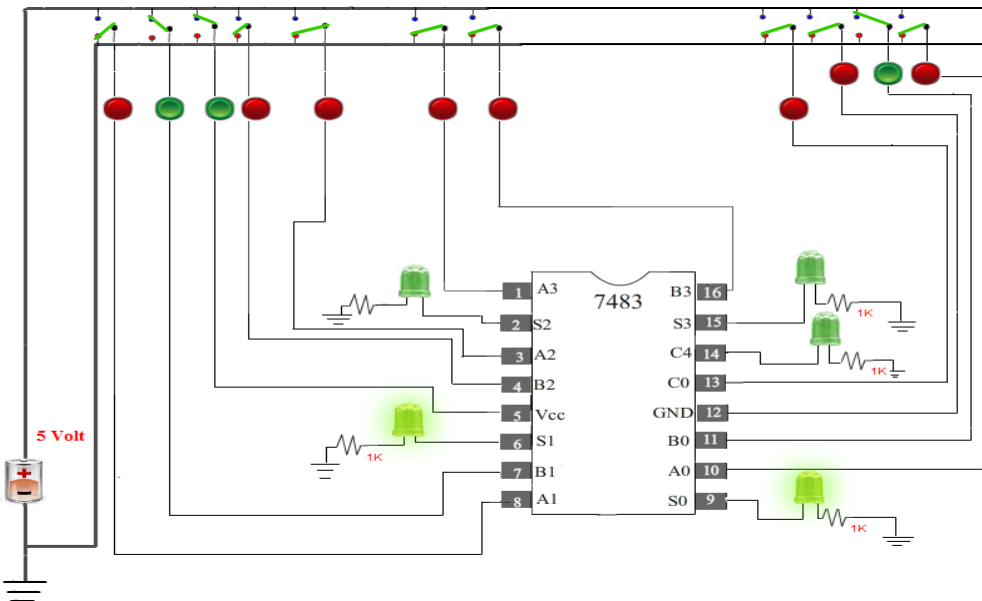 7483
1 A3
2 S2
3 A2
4 B2
5 Vcc
6 S1
7 B1
8 A1
B3 16
S3 15
C4 14
C0 13
GND 12
B0 11
A0 10
S0 9
1K
1K
1K
1K
5 Volt